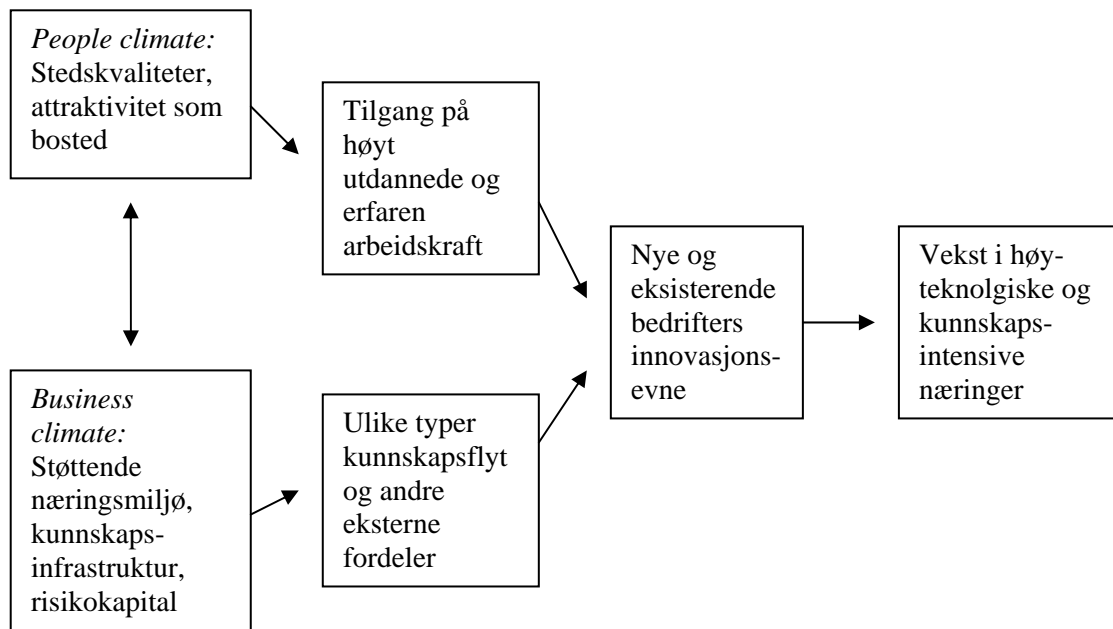 People climate:
Stedskvaliteter,
attraktivitet som
bosted
Tilgang på
høyt
utdannede og
erfaren
arbeidskraft
Nye og
eksisterende
bedrifters
innovasjons-
evne
Vekst i høy-
teknolgiske og
kunnskaps-
intensive
næringer
Business
climate:
Støttende
næringsmiljø,
kunnskaps-
infrastruktur,
risikokapital
Ulike typer
kunnskapsflyt
og andre
eksterne
fordeler